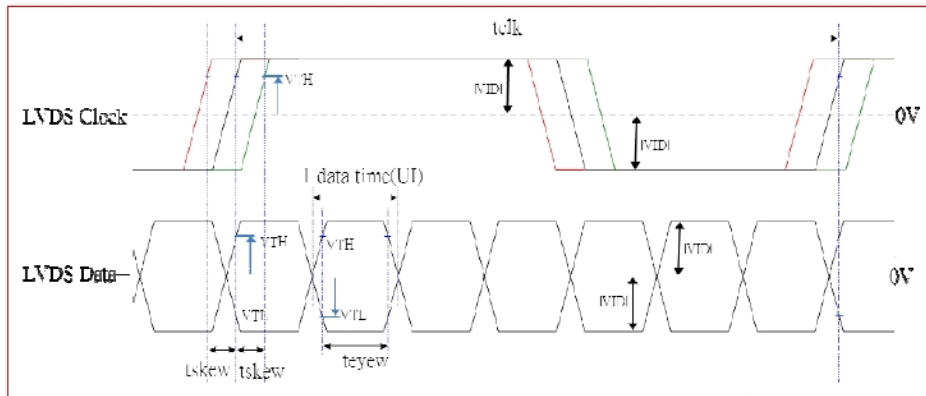 tclk
VTH
|VID|
LVDS Clock
0V
|VID|
1 data time(UI)
VTH
VTH
|VID|
LVDS Data
0V
|VID|
VTL
VTL
tskew
tskew
teyew